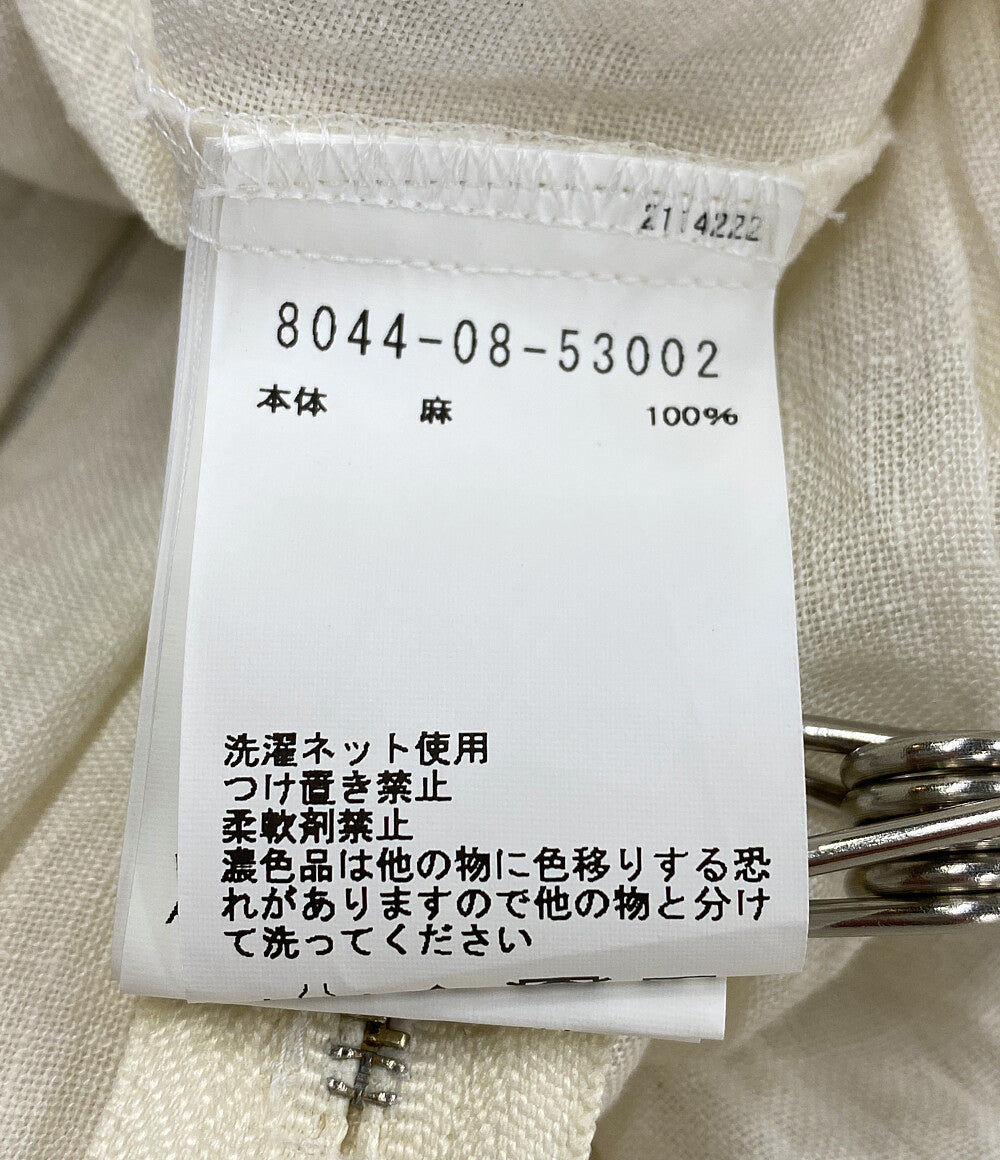 2114222
8044-08-53002
本体 麻 100%
洗濯ネット使用
つけ置き禁止
柔軟剤禁止
濃色品は他の物に色移りする恐
れがありますので他の物と分け
て洗ってください